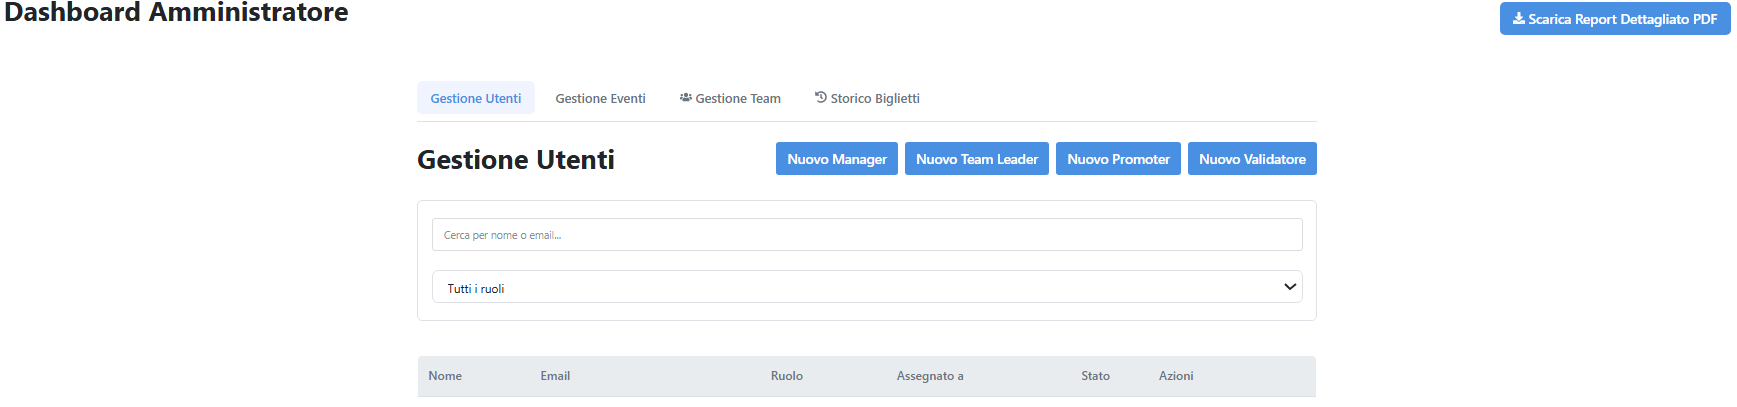 Dashboard Amministratore
Scarica Report Dettagliato PDF
Gestione Utenti Gestione Eventi Gestione Team Storico Biglietti
Gestione Utenti
Nuovo Manager Nuovo Team Leader Nuovo Promoter Nuovo Validatore
Cerca per nome o email...
Tutti i ruoli
Nome Email Ruolo Assegnato a Stato Azioni